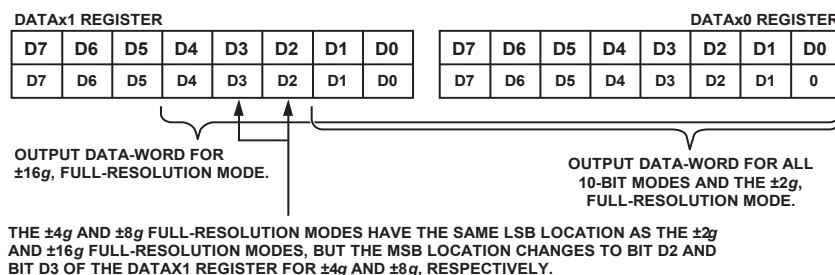 DATAx1 REGISTER
DATAx0 REGISTER
D7 D6 D5 D4 D3 D2 D1 D0
D7 D6 D5 D4 D3 D2 D1 D0
D7 D6 D5 D4 D3 D2 D1 D0
D7 D6 D5 D4 D3 D2 D1 0
OUTPUT DATA-WORD FOR
±16g, FULL-RESOLUTION MODE.
OUTPUT DATA-WORD FOR ALL
10-BIT MODES AND THE ±2g,
FULL-RESOLUTION MODE.
THE ±4g AND ±8g FULL-RESOLUTION MODES HAVE THE SAME LSB LOCATION AS THE ±2g
AND ±16g FULL-RESOLUTION MODES, BUT THE MSB LOCATION CHANGES TO BIT D2 AND
BIT D3 OF THE DATAX1 REGISTER FOR ±4g AND ±8g, RESPECTIVELY.